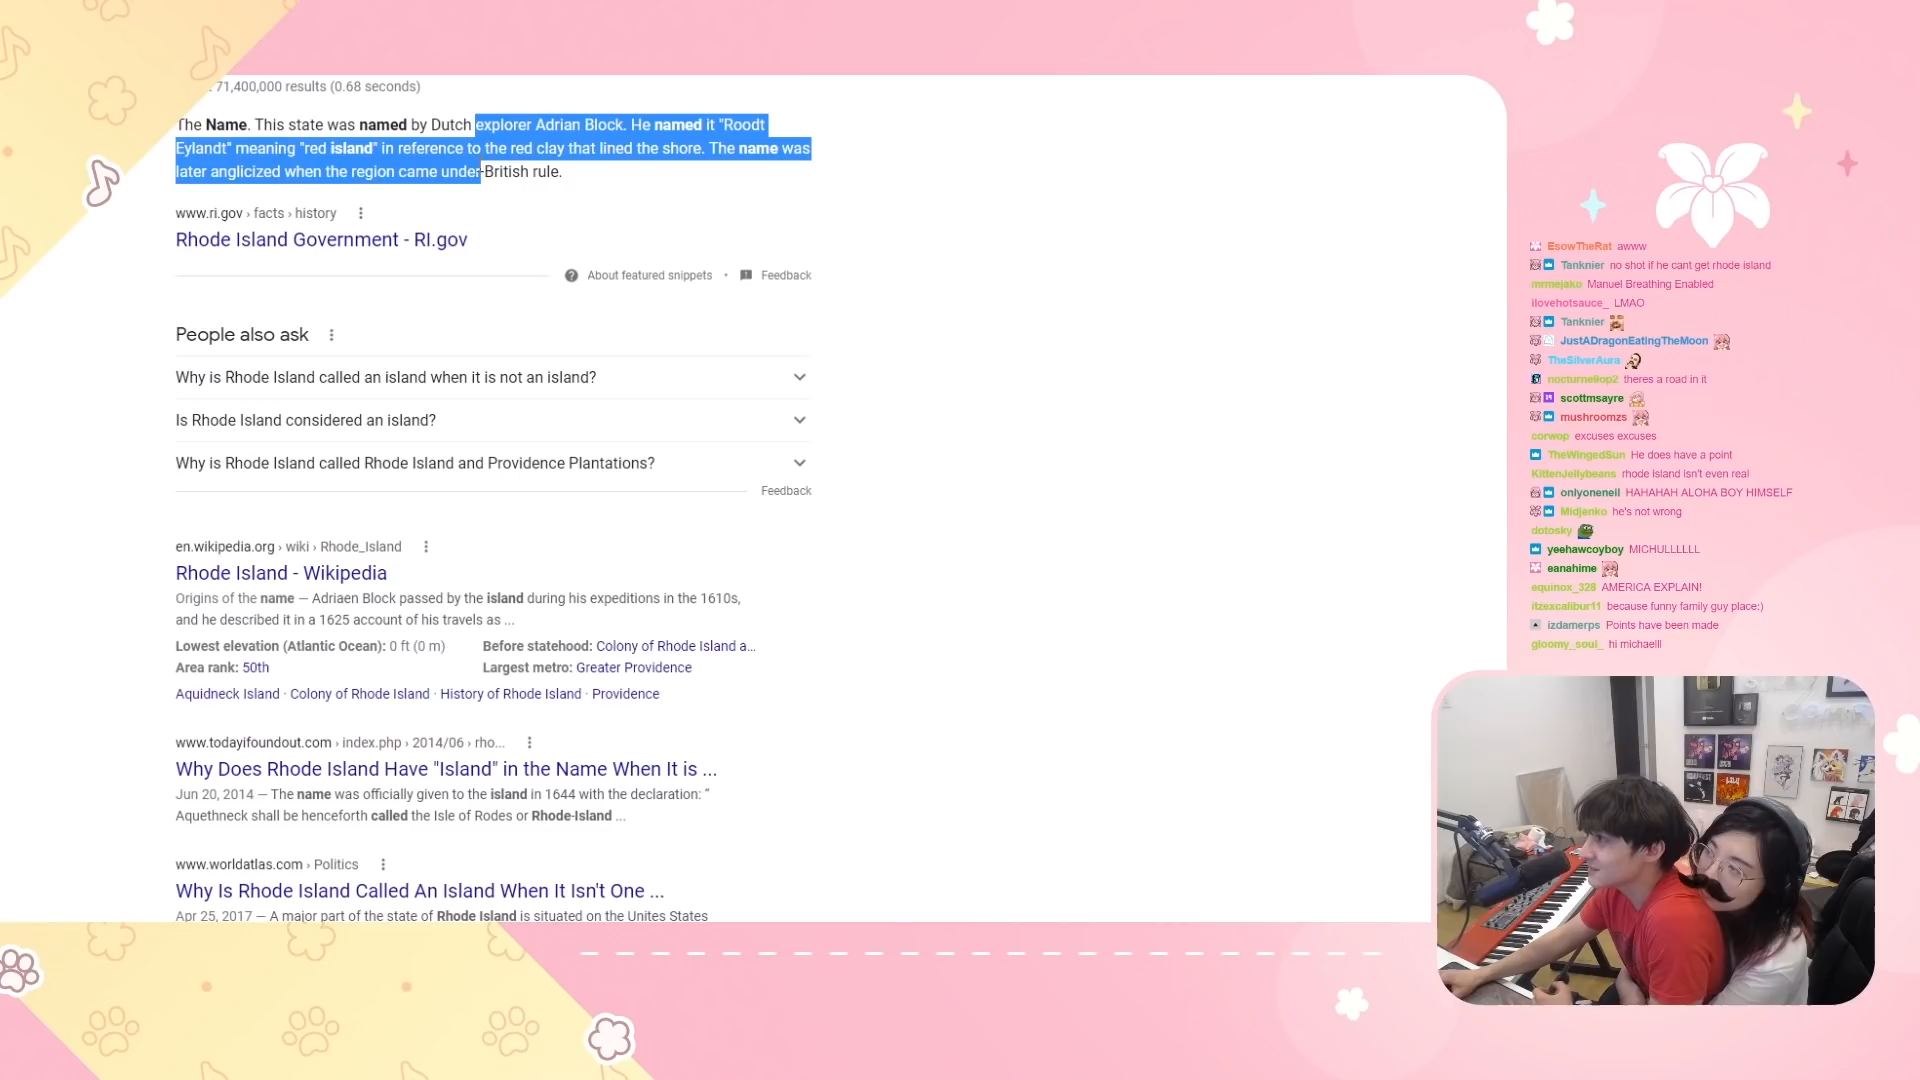 71,400,000 results (0.68 seconds)
The Name. This state was named by Dutch explorer Adrian Block. He named it "Roodt
Eylandt" meaning "red island" in reference to the red clay that lined the shore. The name was
later anglicized when the region came under British rule.
www.ri.gov › facts › history
Rhode Island Government - RI.gov
About featured snippets • Feedback
People also ask
Why is Rhode Island called an island when it is not an island?
Is Rhode Island considered an island?
Why is Rhode Island called Rhode Island and Providence Plantations?
Feedback
en.wikipedia.org › wiki › Rhode_Island
Rhode Island - Wikipedia
Origins of the name — Adriaen Block passed by the island during his expeditions in the 1610s,
and he described it in a 1625 account of his travels as ...
Lowest elevation (Atlantic Ocean): 0 ft (0 m) Before statehood: Colony of Rhode Island a...
Area rank: 50th Largest metro: Greater Providence
Aquidneck Island · Colony of Rhode Island · History of Rhode Island · Providence
www.todayifoundout.com › index.php › 2014/06 › rho...
Why Does Rhode Island Have "Island" in the Name When It is ...
Jun 20, 2014 — The name was officially given to the island in 1644 with the declaration: "
Aquethneck shall be henceforth called the Isle of Rodes or Rhode-Island ...
www.worldatlas.com › Politics
Why Is Rhode Island Called An Island When It Isn't One ...
Apr 25, 2017 — A major part of the state of Rhode Island is situated on the Unites States
EsowTheRat awww
Tanknier no shot if he cant get rhode island
mrmejako Manuel Breathing Enabled
ilovehotsauce_ LMAO
Tanknier
JustADragonEatingTheMoon
TheSilverAura
nocturne9op2 theres a road in it
scottmsayre
mushroomzs
corwop excuses excuses
TheWingedSun He does have a point
KittenJellybeans rhode island isn't even real
onlyoneneil HAHAHAH ALOHA BOY HIMSELF
Midjenko he's not wrong
dotosky
yeehawcoyboy MICHULLLLLL
eanahime
equinox_328 AMERICA EXPLAIN!
itzexcalibur11 because funny family guy place:)
izdamerps Points have been made
gloomy_soul_ hi michaelll